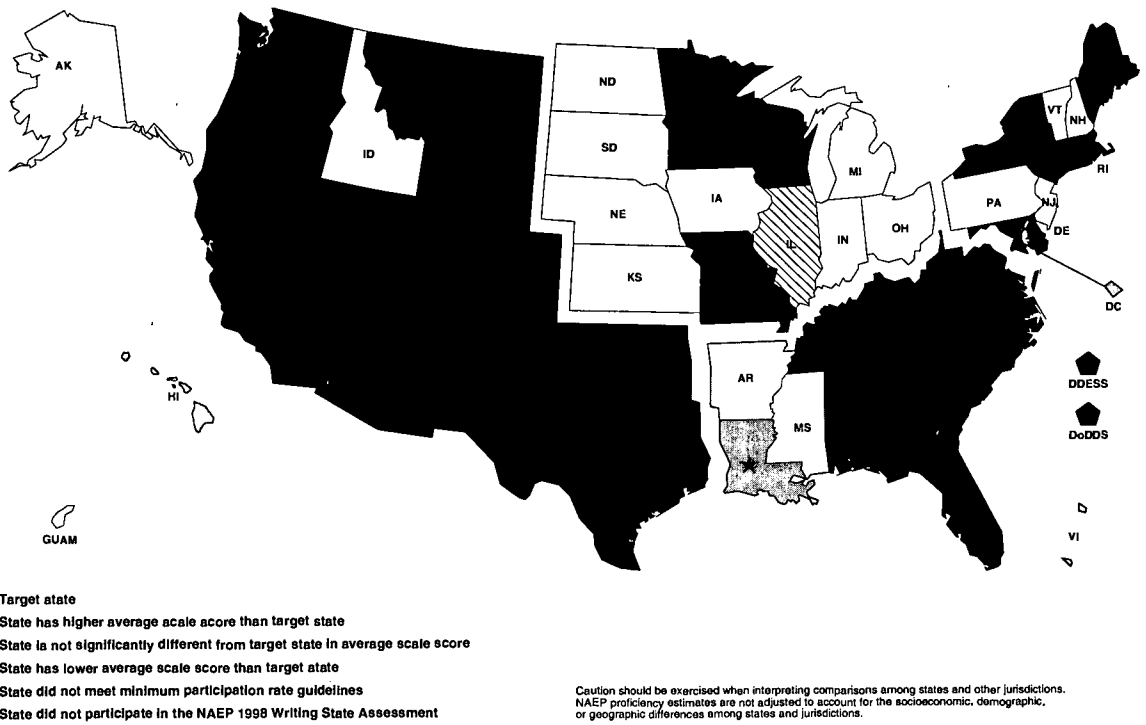 AK
ND
VT
NH
SD
ID
MI
RI
IA
PA
NJ
NE
IL
IN
OH
DE
KS
DC
AR
DDESS
HI
MS
DoDDS
GUAM
VI
Target atate
State has higher average acale acore than target state
State ia not significantly different from target state in average scale score
State has lower average scale score than target atate
State did not meet minimum participation rate guidelines
State did not participate in the NAEP 1998 Writing State Assessment
Caution should be exercised when interpreting comparisons among states and other jurisdictions.
NAEP proficiency estimates are not adjusted to account for the socioeconomic, demographic,
or geographic differences among states and jurisdictions.